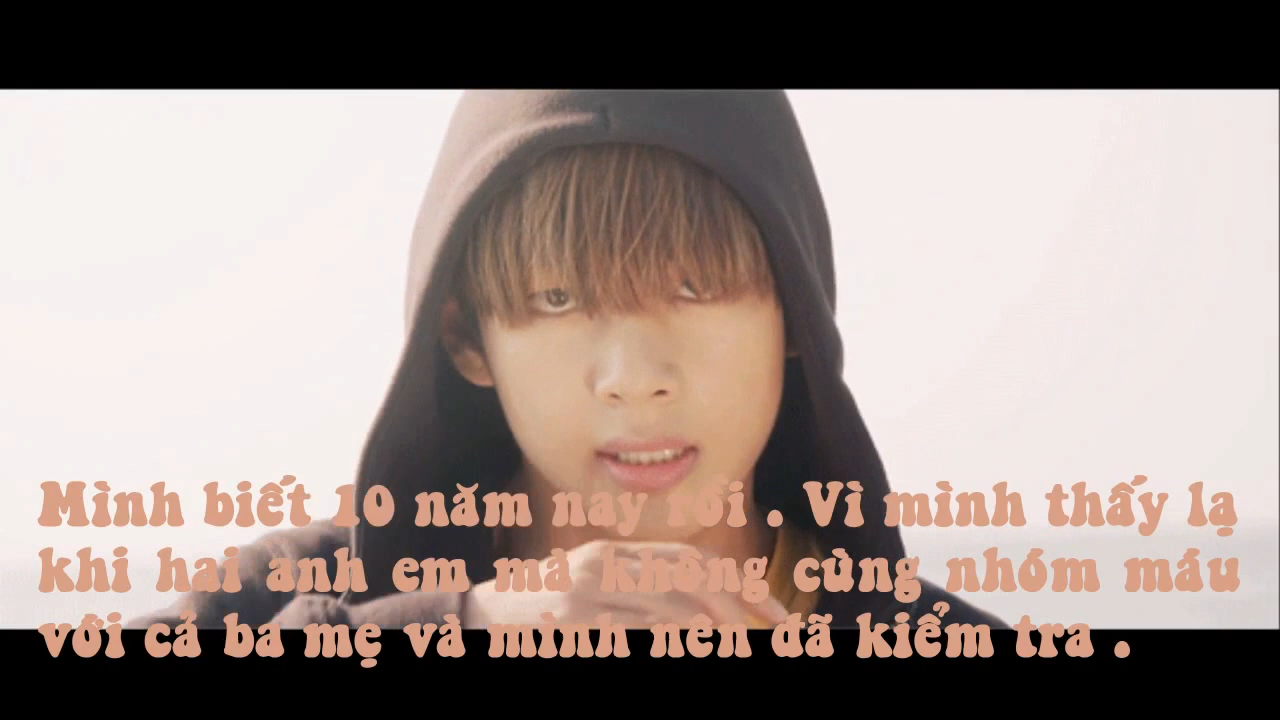 Mình biết 10 năm nay rồi . Vì mình thấy lạ
khi hai anh em mà không cùng nhóm máu
với cả ba mẹ và mình nên đã kiểm tra .